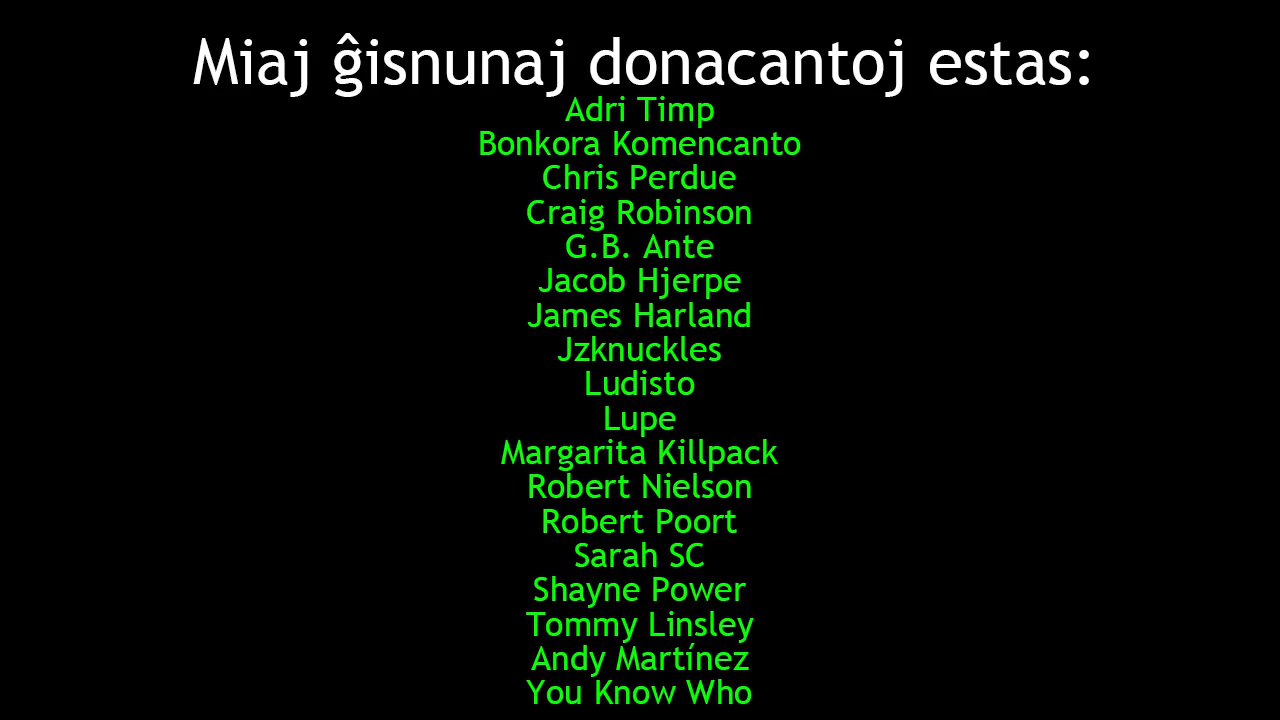 Miaj ĝisnunaj donacantoj estas:
Adri Timp
Bonkora Komencanto
Chris Perdue
Craig Robinson
G.B. Ante
Jacob Hjerpe
James Harland
Jzknuckles
Ludisto
Lupe
Margarita Killpack
Robert Nielson
Robert Poort
Sarah SC
Shayne Power
Tommy Linsley
Andy Martínez
You Know Who